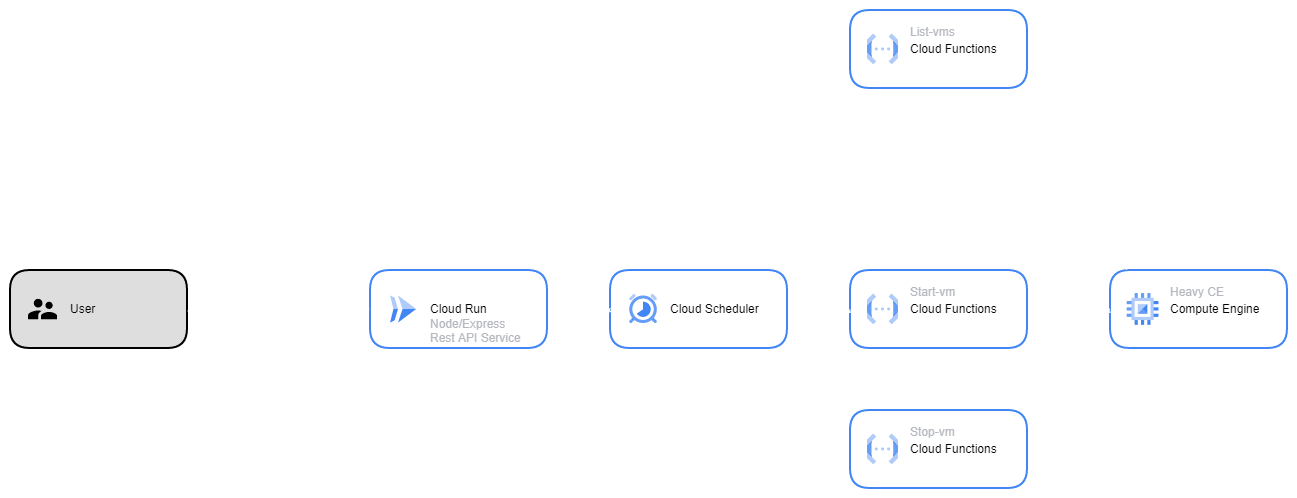 List-vms
Cloud Functions
User
Cloud Run
Node/Express
Rest API Service
Cloud Scheduler
Start-vm
Cloud Functions
Heavy CE
Compute Engine
Stop-vm
Cloud Functions